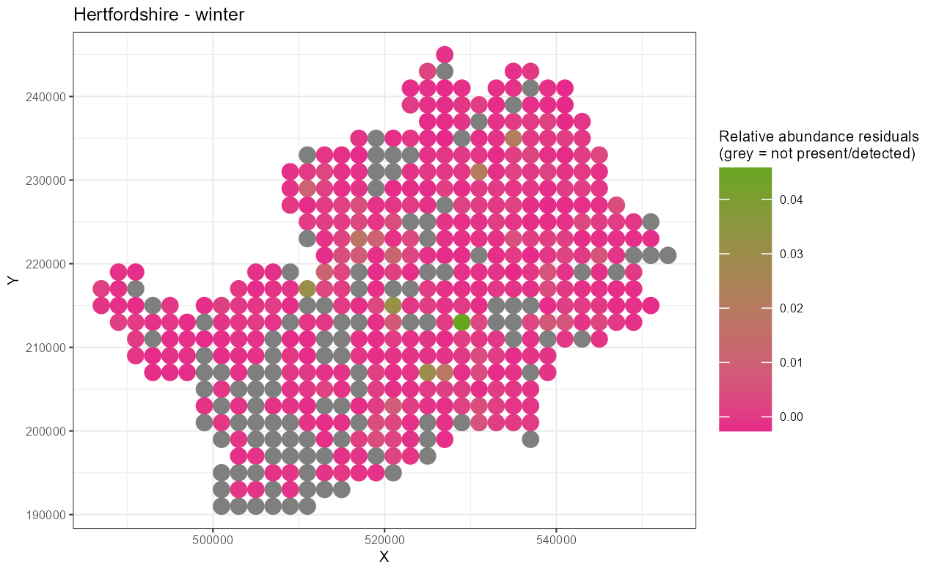 Hertfordshire - winter
240000
230000
220000
210000
200000
190000
Y
500000
520000
540000
X
Relative abundance residuals
(grey = not present/detected)
0.04
0.03
0.02
0.01
0.00